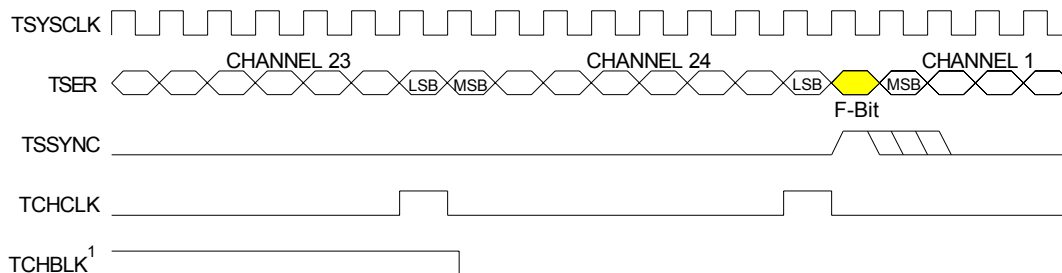 TSYSCLK
CHANNEL 23 CHANNEL 24 CHANNEL 1
TSER LSB MSB LSB MSB
F-Bit
TSSYNC
TCHCLK
TCHBLK1